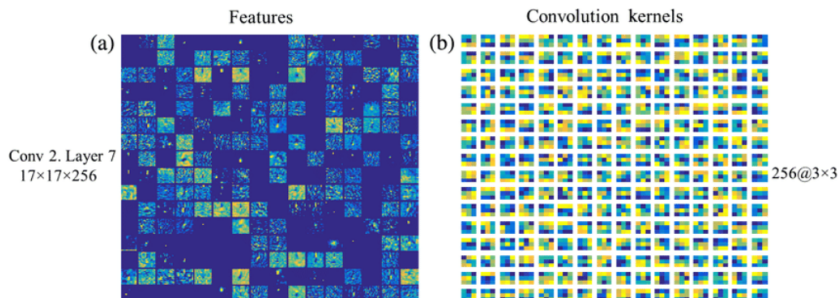 Features
Convolution kernels
(a)
(b)
Conv 2. Layer 7
17×17×256
256@3×3